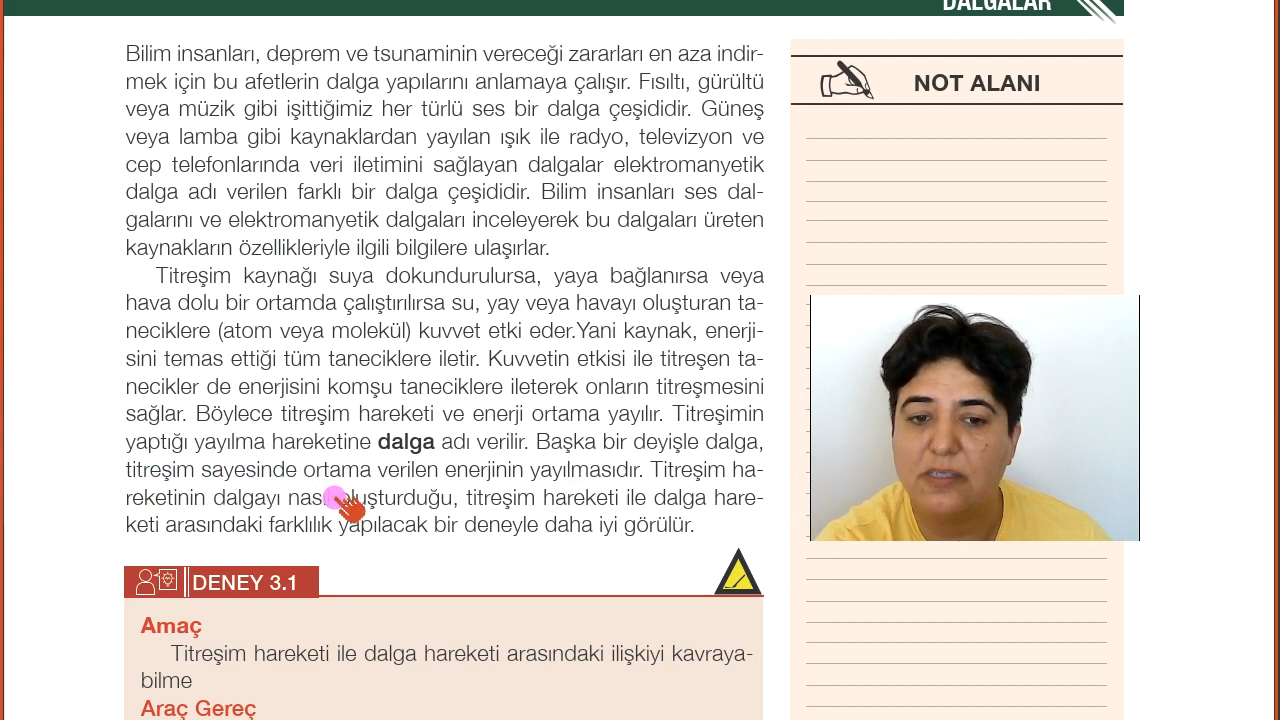 DALGALAR
Bilim insanları, deprem ve tsunaminin vereceği zararları en aza indir-
mek için bu afetlerin dalga yapılarını anlamaya çalışır. Fısıltı, gürültü
veya müzik gibi işittiğimiz her türlü ses bir dalga çeşididir. Güneş
veya lamba gibi kaynaklardan yayılan ışık ile radyo, televizyon ve
cep telefonlarında veri iletimini sağlayan dalgalar elektromanyetik
dalga adı verilen farklı bir dalga çeşididir. Bilim insanları ses dal-
galarını ve elektromanyetik dalgaları inceleyerek bu dalgaları üreten
kaynakların özellikleriyle ilgili bilgilere ulaşırlar.
Titreşim kaynağı suya dokundurulursa, yaya bağlanırsa veya
hava dolu bir ortamda çalıştırılırsa su, yay veya havayı oluşturan ta-
neciklere (atom veya molekül) kuvvet etki eder.Yani kaynak, enerji-
sini temas ettiği tüm taneciklere iletir. Kuvvetin etkisi ile titreşen ta-
necikler de enerjisini komşu taneciklere ileterek onların titreşmesini
sağlar. Böylece titreşim hareketi ve enerji ortama yayılır. Titreşimin
yaptığı yayılma hareketine dalga adı verilir. Başka bir deyişle dalga,
titreşim sayesinde ortama verilen enerjinin yayılmasıdır. Titreşim ha-
reketinin dalgayı nasıl oluşturduğu, titreşim hareketi ile dalga hare-
keti arasındaki farklılık yapılacak bir deneyle daha iyi görülür.
DENEY 3.1
Amaç
Titreşim hareketi ile dalga hareketi arasındaki ilişkiyi kavraya-
bilme
Araç Gereç
NOT ALANI